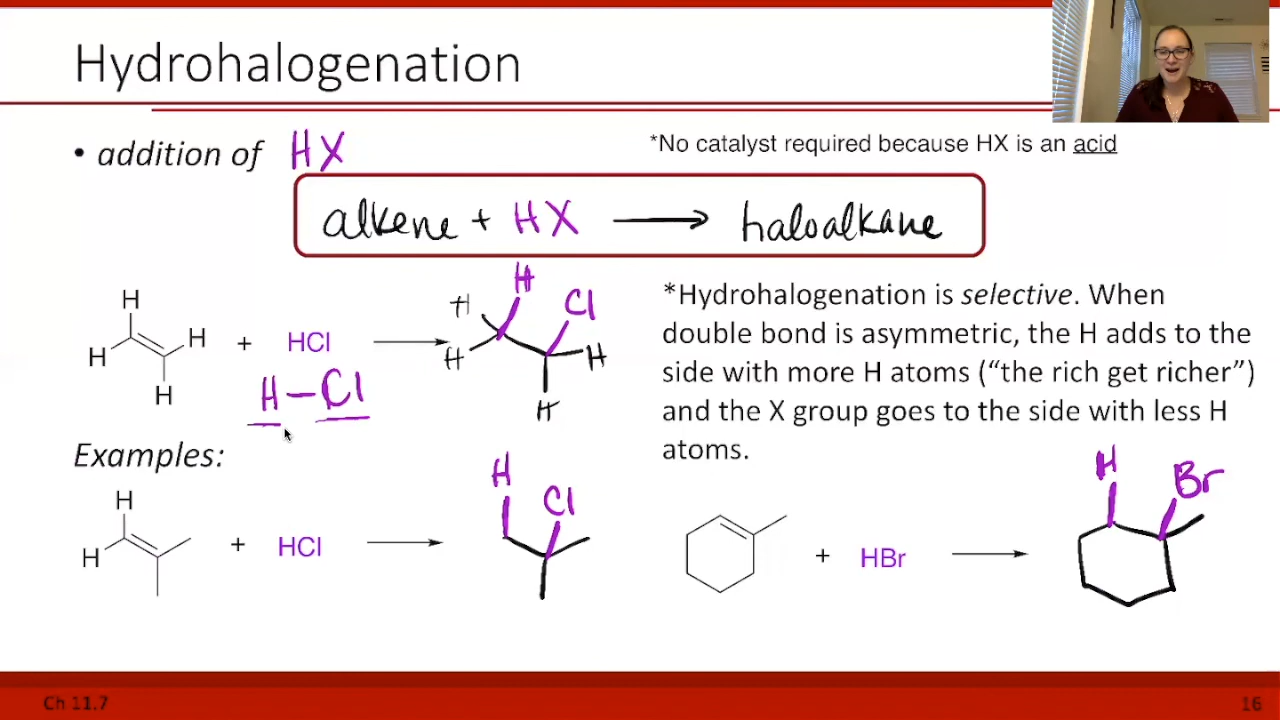 Hydrohalogenation
• addition of HX
*No catalyst required because HX is an acid
alkene + HX → haloalkane
H
H
H
H
+
HCl
H–Cl
→
H
H
H
Cl
H
H
*Hydrohalogenation is selective. When
double bond is asymmetric, the H adds to the
side with more H atoms (“the rich get richer”)
and the X group goes to the side with less H
atoms.
Examples:
H
H
+
HCl
→
H
Cl
+
HBr
→
H
Br
Ch 11.7
16